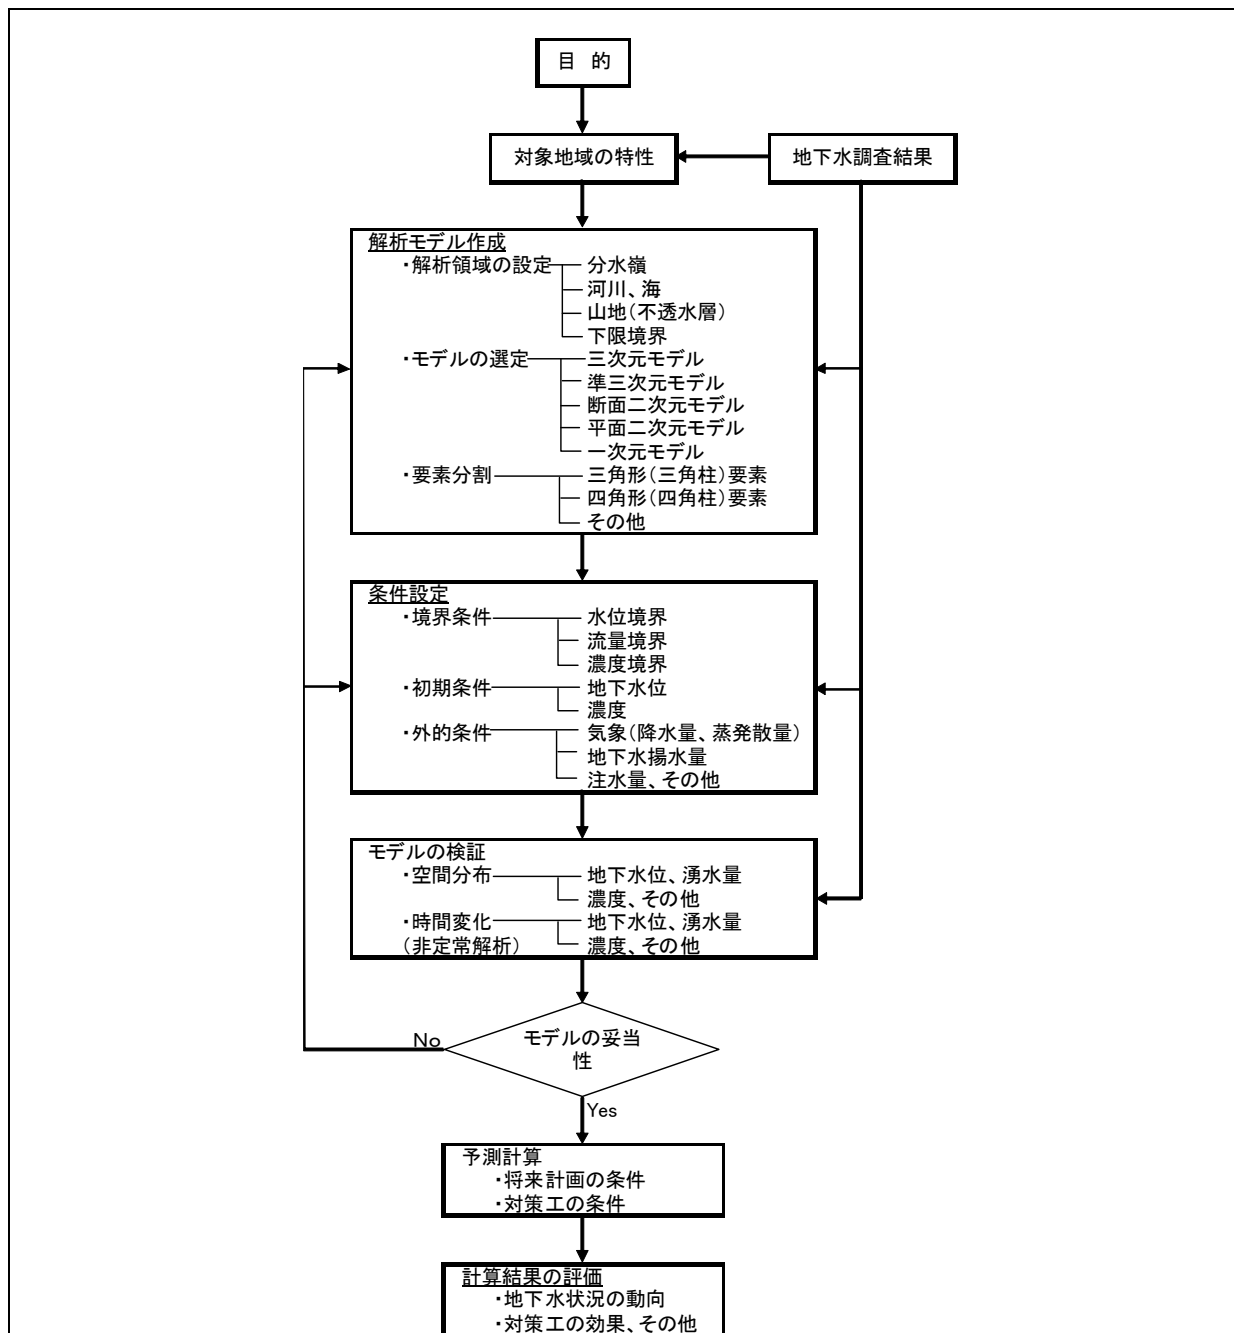 目 的
対象地域の特性
地下水調査結果
解析モデル作成
・解析領域の設定
分水嶺
河川、海
山地(不透水層)
下限境界
・モデルの選定
三次元モデル
準三次元モデル
断面二次元モデル
平面二次元モデル
一次元モデル
・要素分割
三角形(三角柱)要素
四角形(四角柱)要素
その他
条件設定
・境界条件
水位境界
流量境界
濃度境界
・初期条件
地下水位
濃度
・外的条件
気象(降水量、蒸発散量)
地下水揚水量
注水量、その他
モデルの検証
・空間分布
地下水位、湧水量
濃度、その他
・時間変化
地下水位、湧水量
(非定常解析)
濃度、その他
No
モデルの妥当
性
Yes
予測計算
・将来計画の条件
・対策工の条件
計算結果の評価
・地下水状況の動向
・対策工の効果、その他